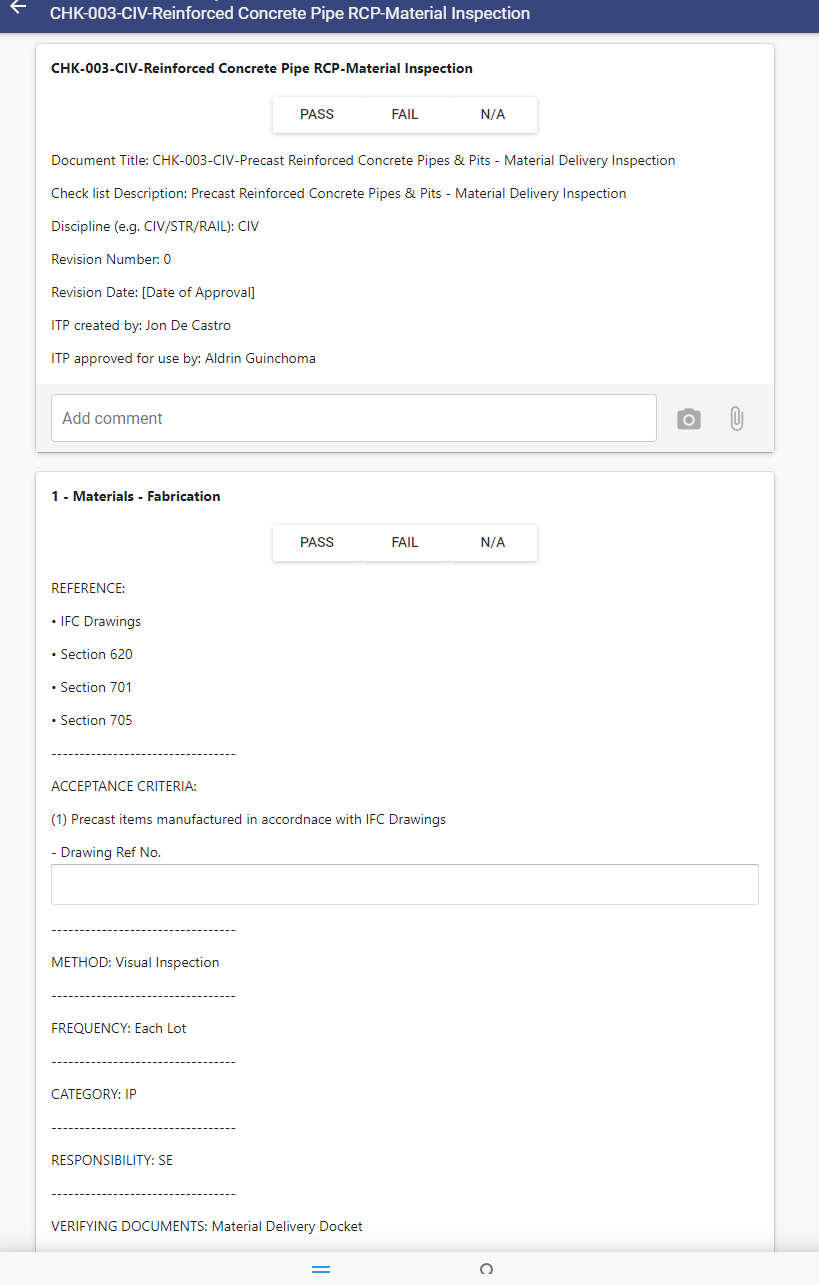 CHK-003-CIV-Reinforced Concrete Pipe RCP-Material Inspection
CHK-003-CIV-Reinforced Concrete Pipe RCP-Material Inspection
PASS FAIL N/A
Document Title: CHK-003-CIV-Precast Reinforced Concrete Pipes & Pits - Material Delivery Inspection
Check list Description: Precast Reinforced Concrete Pipes & Pits - Material Delivery Inspection
Discipline (e.g. CIV/STR/RAIL): CIV
Revision Number: 0
Revision Date: [Date of Approval]
ITP created by: Jon De Castro
ITP approved for use by: Aldrin Guinchoma
Add comment
1 - Materials - Fabrication
PASS FAIL N/A
REFERENCE:
• IFC Drawings
• Section 620
• Section 701
• Section 705
---------------------------------
ACCEPTANCE CRITERIA:
(1) Precast items manufactured in accordnace with IFC Drawings
- Drawing Ref No.
---------------------------------
METHOD: Visual Inspection
---------------------------------
FREQUENCY: Each Lot
---------------------------------
CATEGORY: IP
---------------------------------
RESPONSIBILITY: SE
---------------------------------
VERIFYING DOCUMENTS: Material Delivery Docket